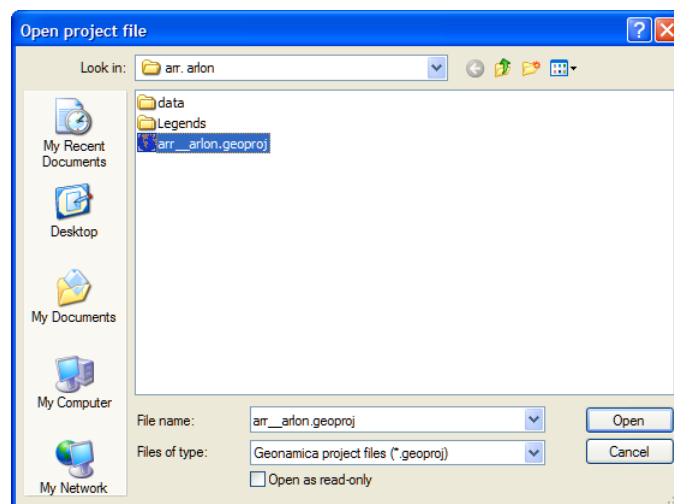 Open project file
Look in:
arr. arlon
data
Legends
arr__arlon.geoproj
My Recent
Documents
Desktop
My Documents
My Computer
My Network
File name:
arr__arlon.geoproj
Open
Files of type:
Geonamica project files (*.geoproj)
Cancel
Open as read-only